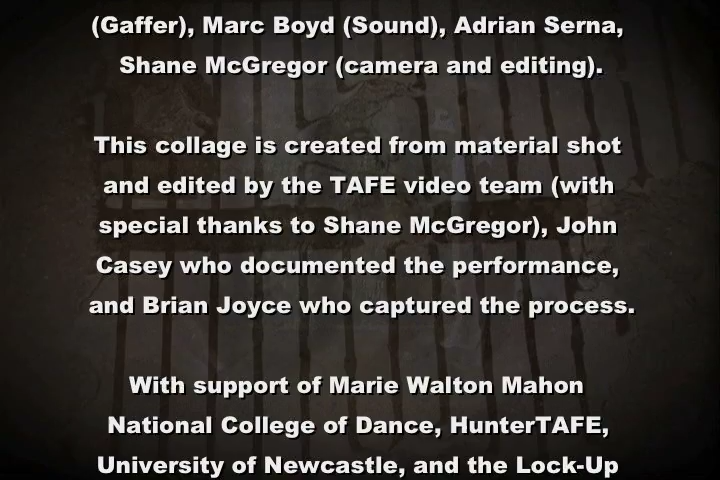 (Gaffer), Marc Boyd (Sound), Adrian Serna,
Shane McGregor (camera and editing).
This collage is created from material shot
and edited by the TAFE video team (with
special thanks to Shane McGregor), John
Casey who documented the performance,
and Brian Joyce who captured the process.
With support of Marie Walton Mahon
National College of Dance, HunterTAFE,
University of Newcastle, and the Lock-Up